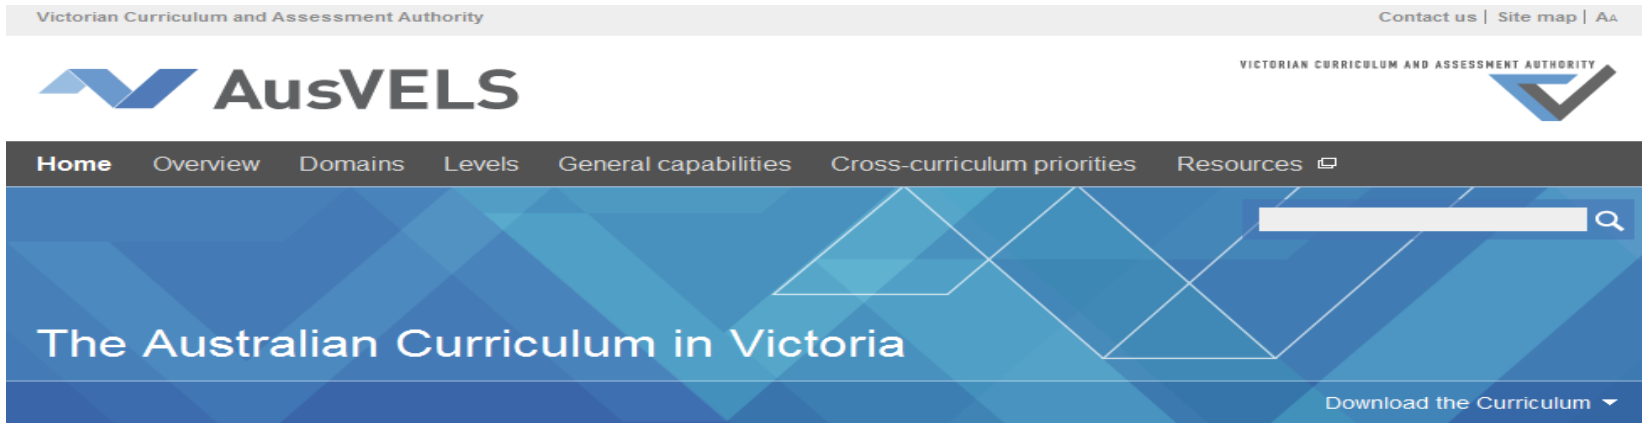 Victorian Curriculum and Assessment Authority
Contact us | Site map | AA
AusVELS
VICTORIAN CURRICULUM AND ASSESSMENT AUTHORITY
Home Overview Domains Levels General capabilities Cross-curriculum priorities Resources
The Australian Curriculum in Victoria
Download the Curriculum